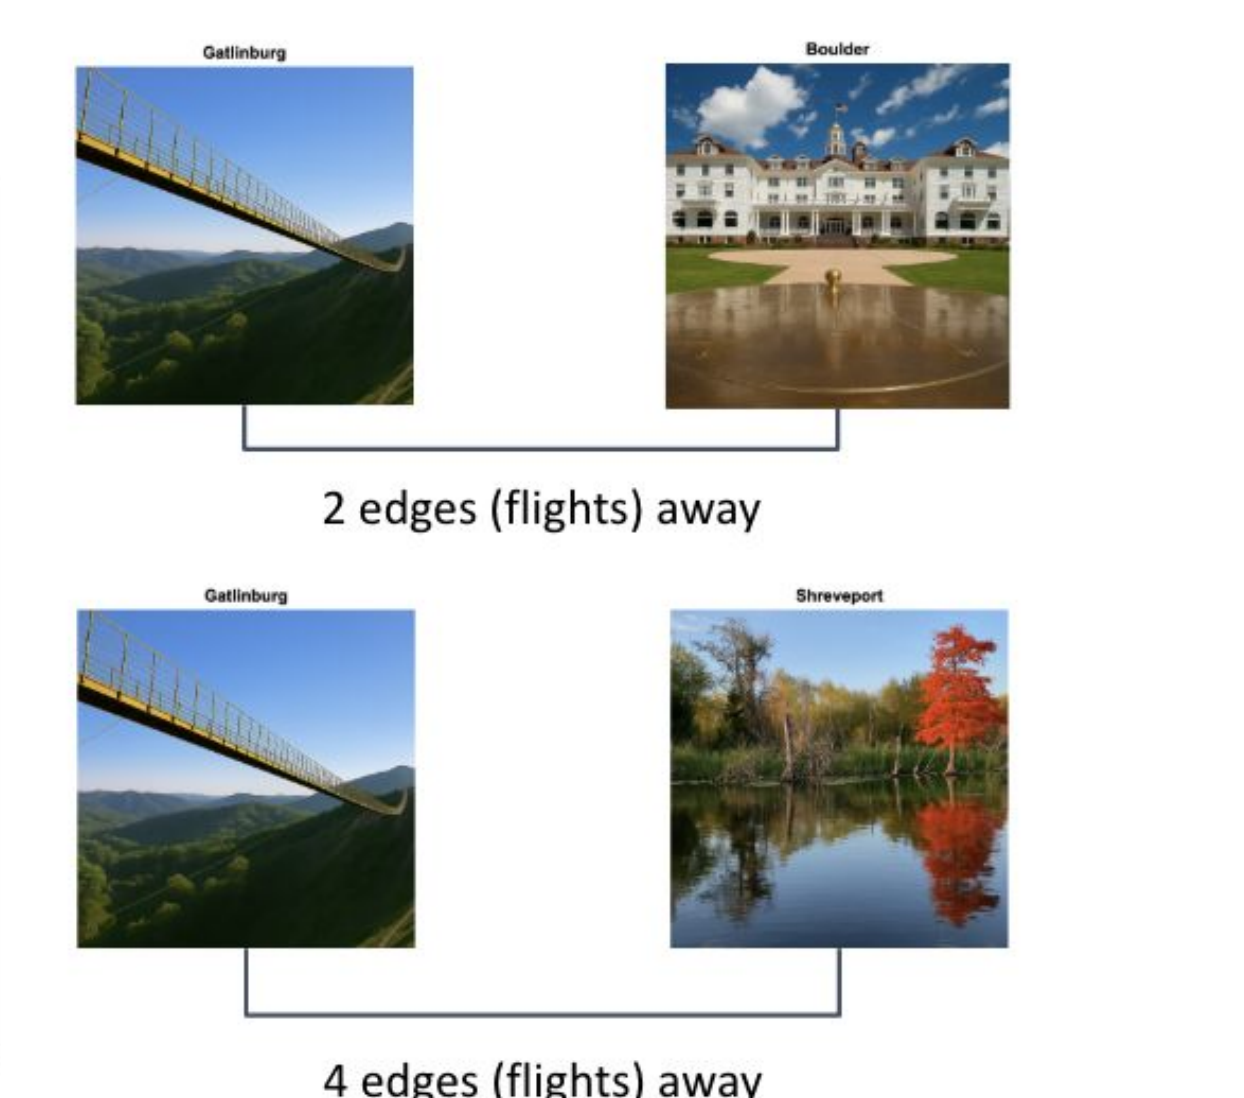 Gatlinburg
Boulder
2 edges (flights) away
Gatlinburg
Shreveport
4 edges (flights) away